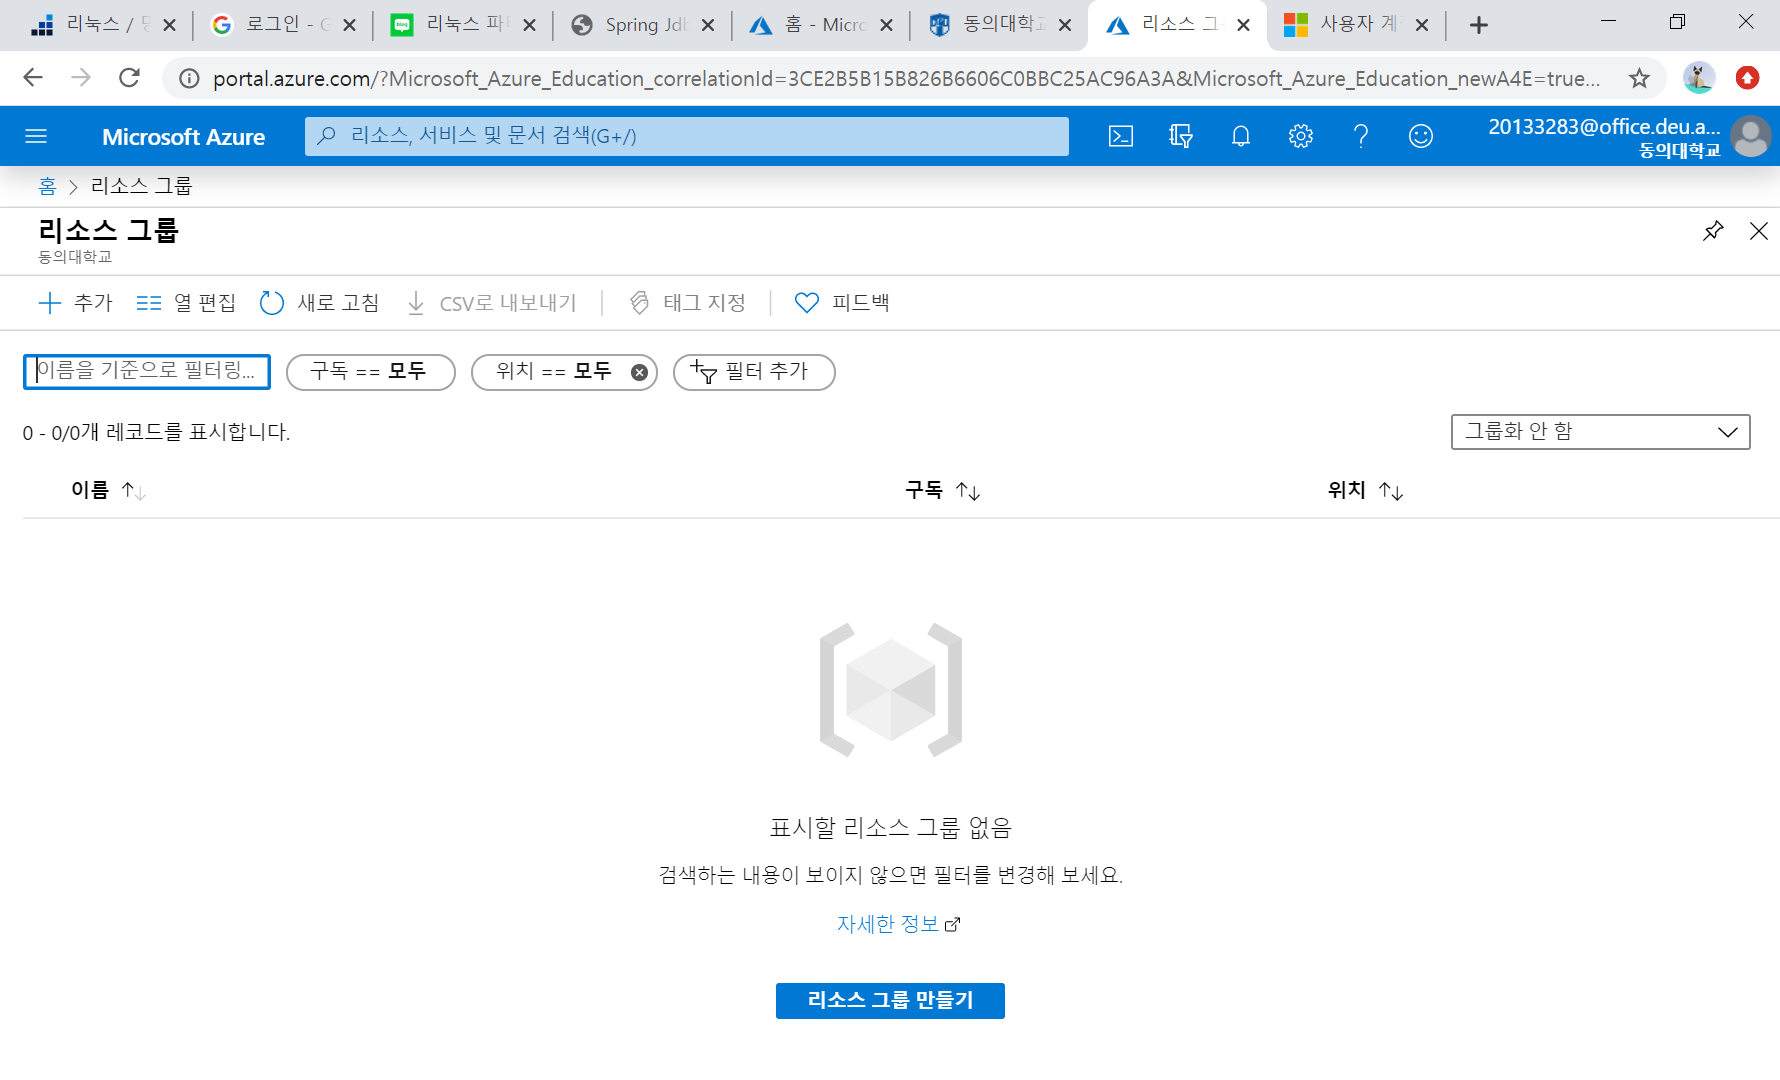 리눅스 / 명
로그인 - G
리눅스 파
Spring Jdb
홈 - Micro
동의대학교
리소스 그
사용자 계
portal.azure.com/?Microsoft_Azure_Education_correlationId=3CE2B5B15B826B6606C0BBC25AC96A3A&Microsoft_Azure_Education_newA4E=true...
Microsoft Azure
리소스, 서비스 및 문서 검색(G+/)
20133283@office.deu.a...
동의대학교
홈 > 리소스 그룹
리소스 그룹
동의대학교
추가
열 편집
새로 고침
CSV로 내보내기
태그 지정
피드백
이름을 기준으로 필터링...
구독 == 모두
위치 == 모두
필터 추가
0 - 0/0개 레코드를 표시합니다.
그룹화 안 함
이름
구독
위치
표시할 리소스 그룹 없음
검색하는 내용이 보이지 않으면 필터를 변경해 보세요.
자세한 정보
리소스 그룹 만들기